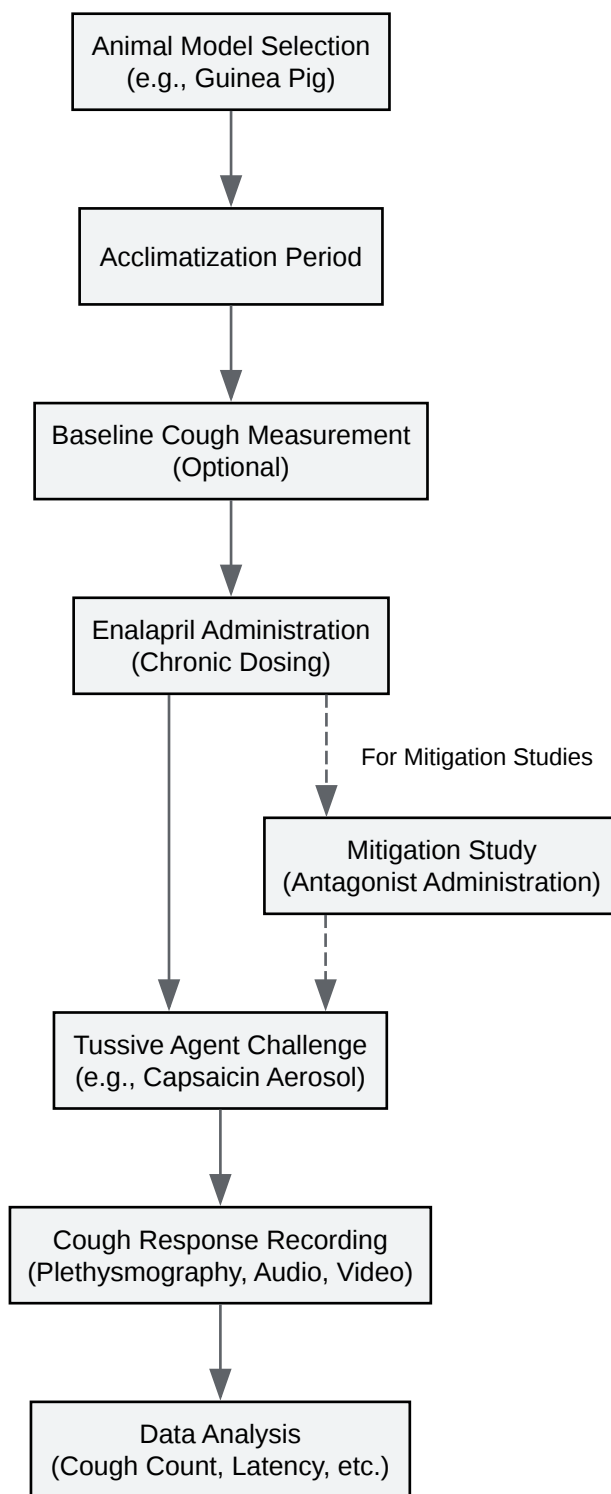 Animal Model Selection
(e.g., Guinea Pig)
Acclimatization Period
Baseline Cough Measurement
(Optional)
Enalapril Administration
(Chronic Dosing)
For Mitigation Studies
Mitigation Study
(Antagonist Administration)
Tussive Agent Challenge
(e.g., Capsaicin Aerosol)
Cough Response Recording
(Plethysmography, Audio, Video)
Data Analysis
(Cough Count, Latency, etc.)